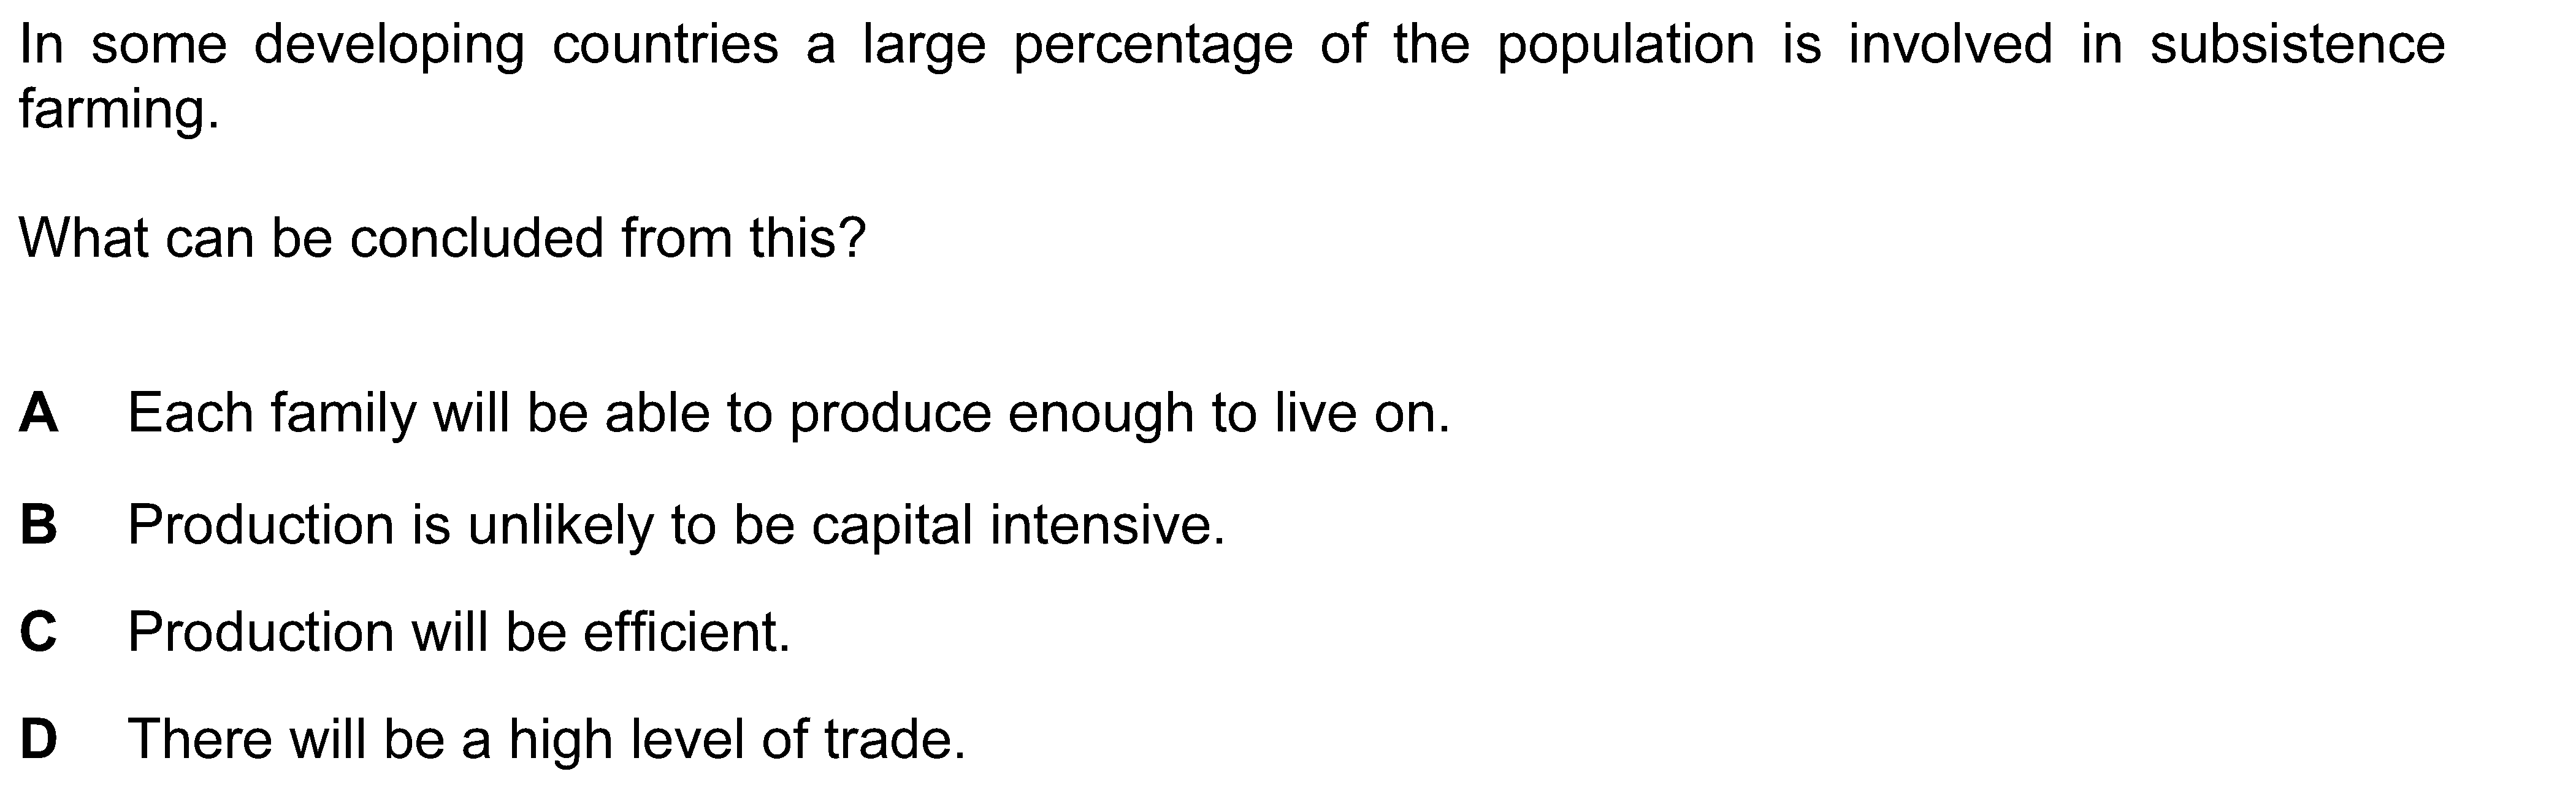 In some developing countries a large percentage of the population is involved in subsistence
farming.
What can be concluded from this?
A Each family will be able to produce enough to live on.
B Production is unlikely to be capital intensive.
C Production will be efficient.
D There will be a high level of trade.